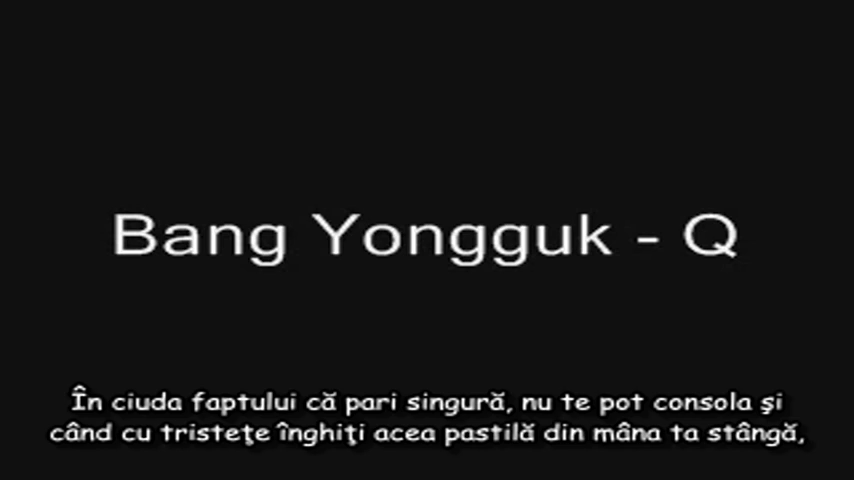 Bang Yongguk - Q
În ciuda faptului că pari singură, nu te pot consola şi
când cu tristeţe înghiţi acea pastilă din mâna ta stângă,